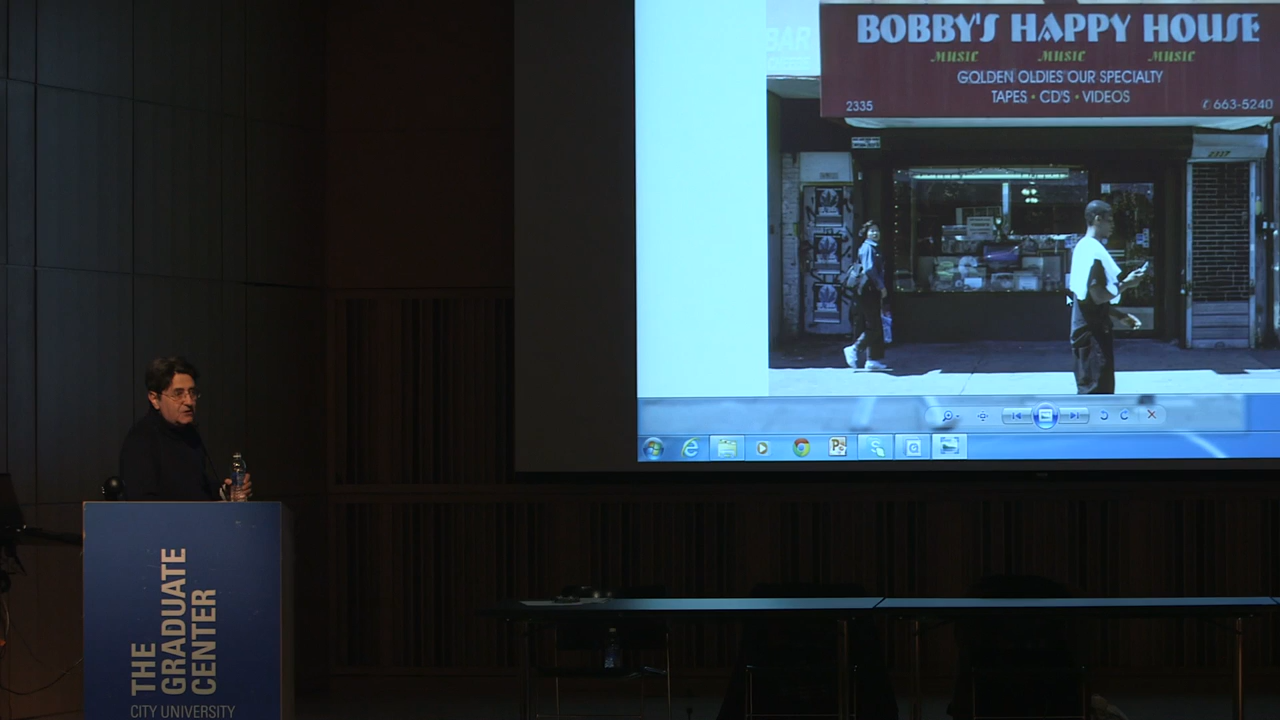 BOBBY'S HAPPY HOUSE
MUSIC MUSIC MUSIC
GOLDEN OLDIES OUR SPECIALTY
TAPES • CD'S • VIDEOS
2335
663-5240
BAR
THE
GRADUATE
CENTER
CITY UNIVERSITY